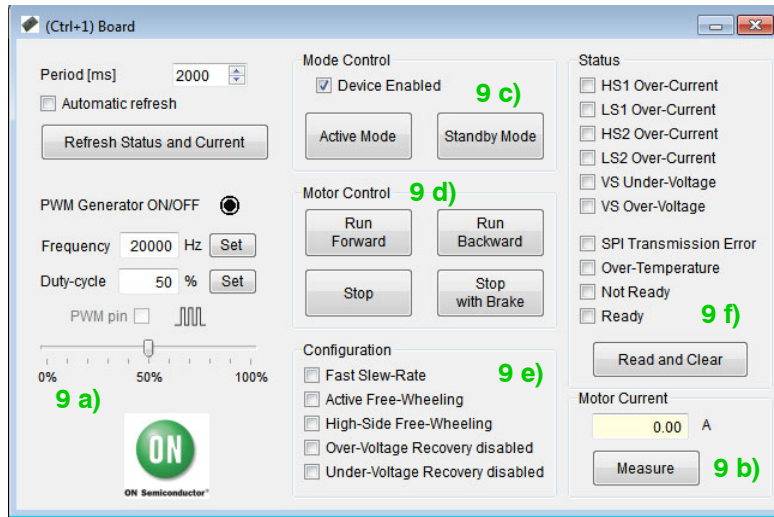 (Ctrl+1) Board
Period [ms] 2000
Automatic refresh
Refresh Status and Current
PWM Generator ON/OFF
Frequency 20000 Hz Set
Duty-cycle 50 % Set
PWM pin
0% 50% 100%
9 a)
ON
ON Semiconductor®
Mode Control
Device Enabled
9 c)
Active Mode Standby Mode
Motor Control
9 d)
Run
Forward
Run
Backward
Stop
Stop
with Brake
Configuration
9 e)
Fast Slew-Rate
Active Free-Wheeling
High-Side Free-Wheeling
Over-Voltage Recovery disabled
Under-Voltage Recovery disabled
Status
HS1 Over-Current
LS1 Over-Current
HS2 Over-Current
LS2 Over-Current
VS Under-Voltage
VS Over-Voltage
SPI Transmission Error
Over-Temperature
Not Ready
Ready
9 f)
Read and Clear
Motor Current
0.00 A
Measure
9 b)